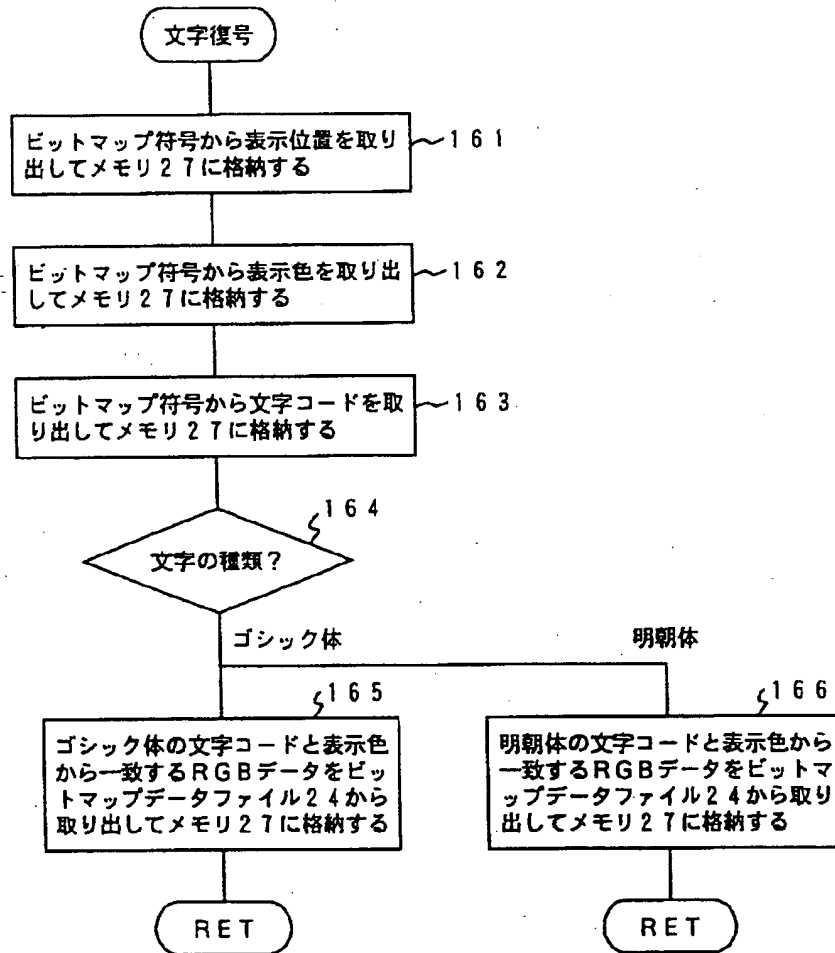 文字復号
ビットマップ符号から表示位置を取り
出してメモリ27に格納する
161
ビットマップ符号から表示色を取り出
してメモリ27に格納する
162
ビットマップ符号から文字コードを取
り出してメモリ27に格納する
163
164
文字の種類?
ゴシック体
明朝体
165
ゴシック体の文字コードと表示色
から一致するRGBデータをビッ
トマップデータファイル24から
取り出してメモリ27に格納する
166
明朝体の文字コードと表示色から
一致するRGBデータをビットマ
ップデータファイル24から取り
出してメモリ27に格納する
RET
RET